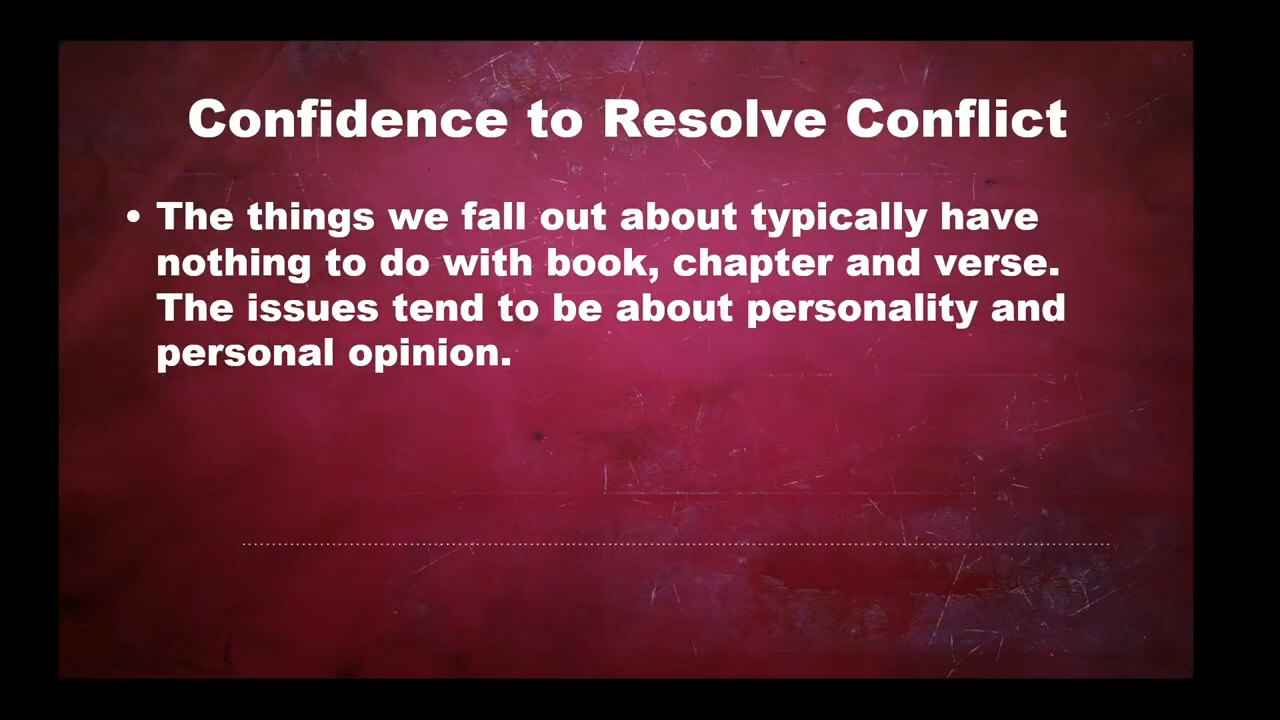 Confidence to Resolve Conflict
• The things we fall out about typically have
nothing to do with book, chapter and verse.
The issues tend to be about personality and
personal opinion.